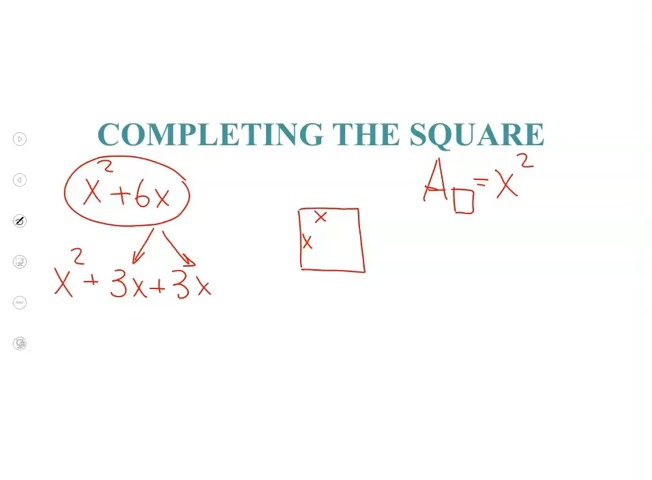 COMPLETING THE SQUARE
x² + 6x
x² + 3x + 3x
x
x
A□ = x²